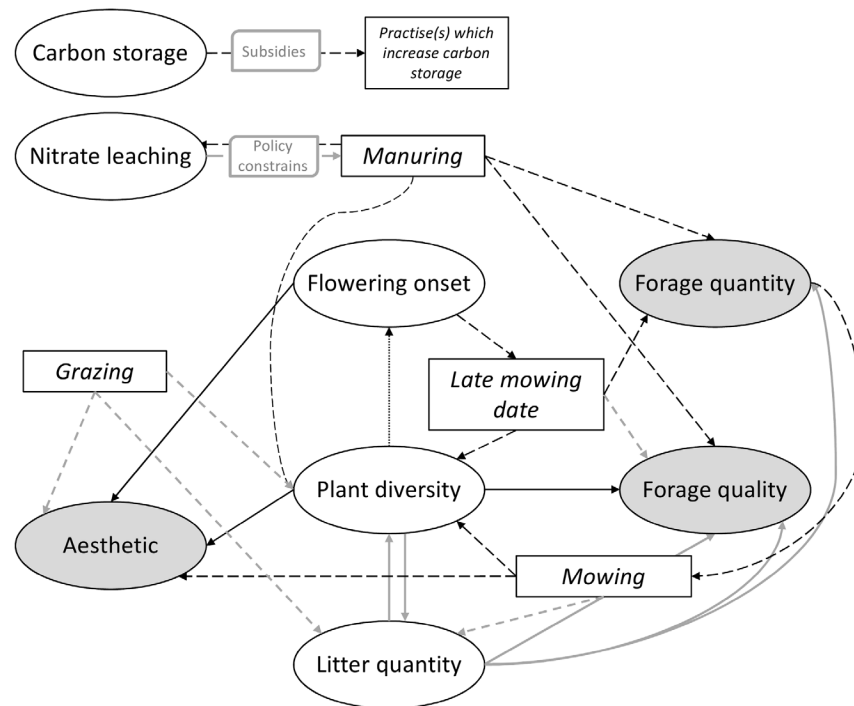 Carbon storage
Subsidies
Practise(s) which
increase carbon
storage
Nitrate leaching
Policy
constrains
Manuring
Flowering onset
Forage quantity
Grazing
Late mowing
date
Plant diversity
Forage quality
Aesthetic
Mowing
Litter quantity